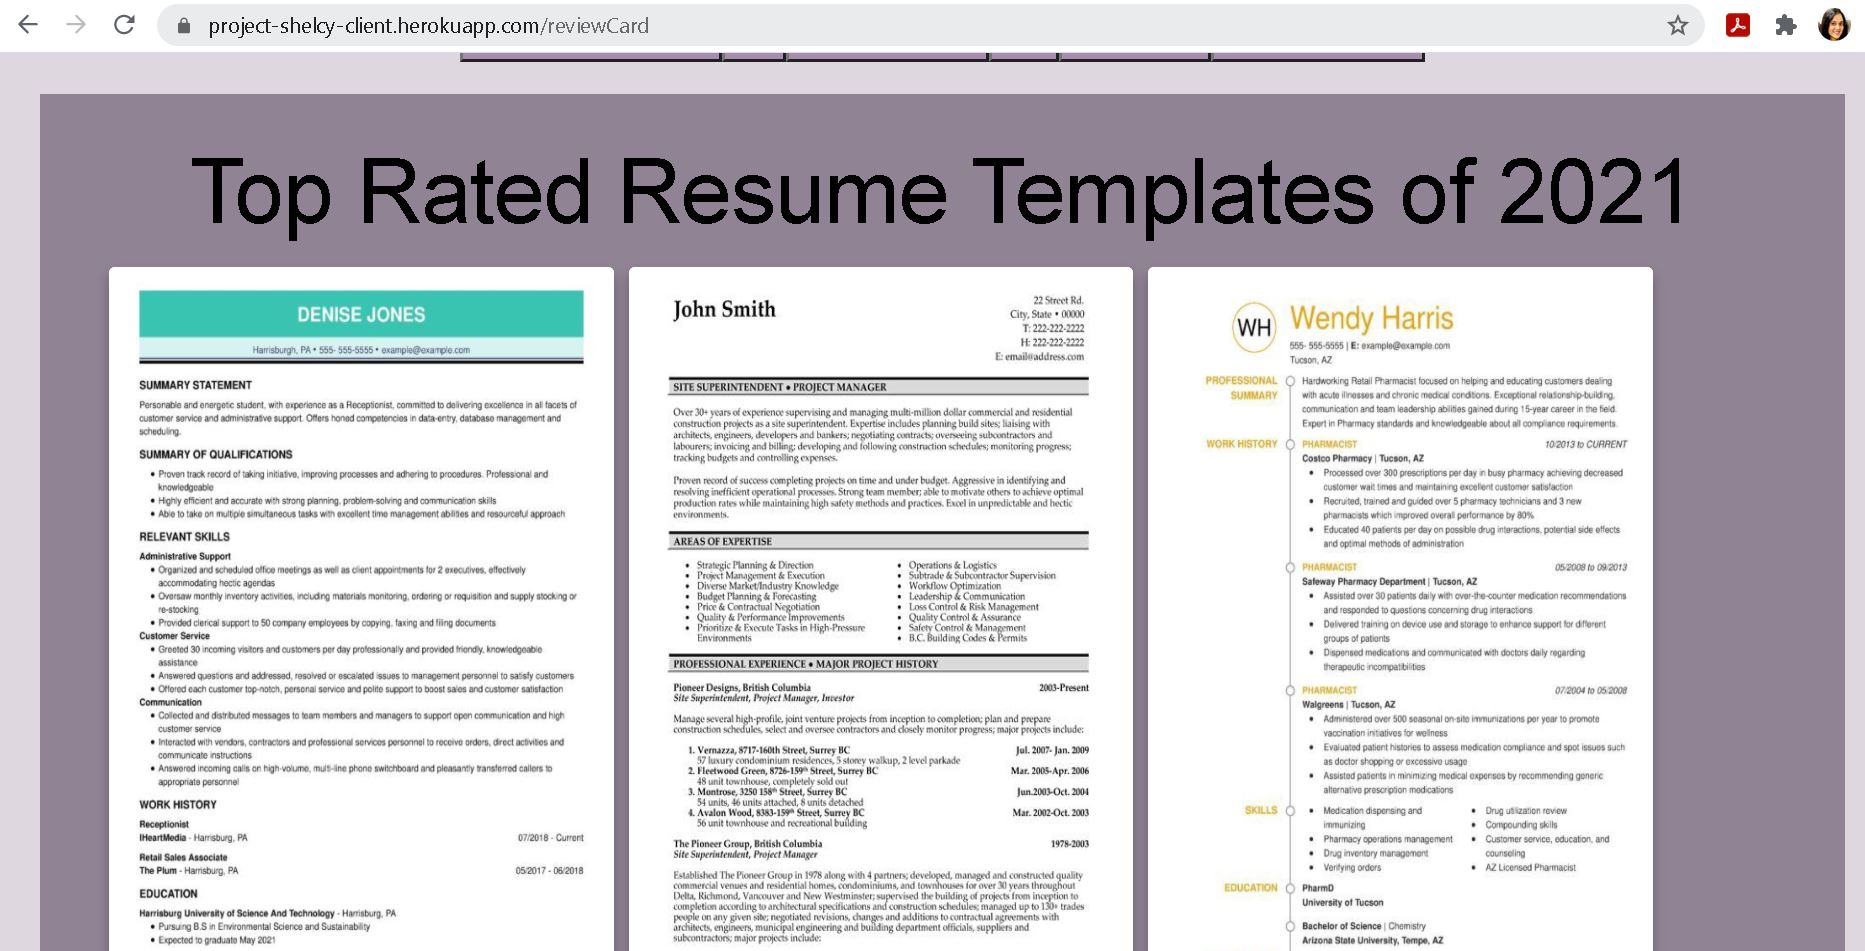 project-shelcy-client.herokuapp.com/reviewCard
Top Rated Resume Templates of 2021
DENISE JONES
Harrisburgh, PA • 555- 555-5555 • example@example.com
SUMMARY STATEMENT
Personable and energetic student, with experience as a Receptionist, committed to delivering excellence in all facets of
customer service and administrative support. Offers honed competencies in data-entry, database management and
scheduling.
SUMMARY OF QUALIFICATIONS
• Proven track record of taking initiative, improving processes and adhering to procedures. Professional and
knowledgeable
• Highly efficient and accurate with strong planning, problem-solving and communication skills
• Able to take on multiple simultaneous tasks with excellent time management abilities and resourceful approach
RELEVANT SKILLS
Administrative Support
• Organized and scheduled office meetings as well as client appointments for 2 executives, effectively
accommodating hectic agendas
• Oversaw monthly inventory activities, including materials monitoring, ordering or requisition and supply stocking or
re-stocking
• Provided clerical support to 50 company employees by copying, faxing and filing documents
Customer Service
• Greeted 30 incoming visitors and customers per day professionally and provided friendly, knowledgeable
assistance
• Answered questions and addressed, resolved or escalated issues to management personnel to satisfy customers
• Offered each customer top-notch, personal service and polite support to boost sales and customer satisfaction
Communication
• Collected and distributed messages to team members and managers to support open communication and high
customer service
• Interacted with vendors, contractors and professional services personnel to receive orders, direct activities and
communicate instructions
• Answered incoming calls on high-volume, multi-line phone switchboard and pleasantly transferred callers to
appropriate personnel
WORK HISTORY
Receptionist
IHeartMedia - Harrisburg, PA 07/2018 - Current
Retail Sales Associate
The Plum - Harrisburg, PA 05/2017 - 06/2018
EDUCATION
Harrisburg University of Science And Technology - Harrisburg, PA
• Pursuing B.S in Environmental Science and Sustainability
• Expected to graduate May 2021
John Smith
22 Street Rd.
City, State • 00000
T: 222-222-2222
H: 222-222-2222
E: email@address.com
SITE SUPERINTENDENT • PROJECT MANAGER
Over 30+ years of experience supervising and managing multi-million dollar commercial and residential
construction projects as a site superintendent. Expertise includes planning build sites; liaising with
architects, engineers, developers and bankers; negotiating contracts; overseeing subcontractors and
labourers; invoicing and billing; developing and following construction schedules; monitoring progress;
tracking budgets and controlling expenses.
Proven record of success completing projects on time and under budget. Aggressive in identifying and
resolving inefficient operational processes. Strong team member; able to motivate others to achieve optimal
production rates while maintaining high safety methods and practices. Excel in unpredictable and hectic
environments.
AREAS OF EXPERTISE
• Strategic Planning & Direction
• Project Management & Execution
• Diverse Market/Industry Knowledge
• Budget Planning & Forecasting
• Price & Contractual Negotiation
• Quality & Performance Improvements
• Prioritize & Execute Tasks in High-Pressure
Environments
• Operations & Logistics
• Subtrade & Subcontractor Supervision
• Workflow Optimization
• Leadership & Communication
• Loss Control & Risk Management
• Quality Control & Assurance
• Safety Control & Management
• B.C. Building Codes & Permits
PROFESSIONAL EXPERIENCE • MAJOR PROJECT HISTORY
Pioneer Designs, British Columbia 2003-Present
Site Superintendent, Project Manager, Investor
Manage several high-profile, joint venture projects from inception to completion; plan and prepare
construction schedules, select and oversee contractors and closely monitor progress; major projects include:
1. Vernazza, 8717-160th Street, Surrey BC Jul. 2007- Jan. 2009
57 luxury condominium residences, 5 storey walkup, 2 level parkade
2. Fleetwood Green, 8726-159th Street, Surrey BC Mar. 2005-Apr. 2006
48 unit townhouse, completely sold out
3. Montrose, 3250 158th Street, Surrey BC Jun.2003-Oct. 2004
54 units, 46 units attached, 8 units detached
4. Avalon Wood, 8383-159th Street, Surrey BC Mar. 2002-Oct. 2003
56 unit townhouse and recreational building
The Pioneer Group, British Columbia 1978-2003
Site Superintendent, Project Manager
Established The Pioneer Group in 1978 along with 4 partners; developed, managed and constructed quality
commercial venues and residential homes, condominiums, and townhouses for over 30 years throughout
Delta, Richmond, Vancouver and New Westminster; supervised the building of projects from inception to
completion according to architectural specifications and construction schedules; managed up to 130+ trades
people on any given site; negotiated revisions, changes and additions to contractual agreements with
architects, engineers, municipal engineering and building department officials, suppliers and
subcontractors; major projects include:
WH
Wendy Harris
555- 555-5555 | E: example@example.com
Tucson, AZ
PROFESSIONAL
SUMMARY
Hardworking Retail Pharmacist focused on helping and educating customers dealing
with acute illnesses and chronic medical conditions. Exceptional relationship-building,
communication and team leadership abilities gained during 15-year career in the field.
Expert in Pharmacy standards and knowledgeable about all compliance requirements.
WORK HISTORY
PHARMACIST 10/2013 to CURRENT
Costco Pharmacy | Tucson, AZ
• Processed over 300 prescriptions per day in busy pharmacy achieving decreased
customer wait times and maintaining excellent customer satisfaction
• Recruited, trained and guided over 5 pharmacy technicians and 3 new
pharmacists which improved overall performance by 80%
• Educated 40 patients per day on possible drug interactions, potential side effects
and optimal methods of administration
PHARMACIST 05/2008 to 09/2013
Safeway Pharmacy Department | Tucson, AZ
• Assisted over 30 patients daily with over-the-counter medication recommendations
and responded to questions concerning drug interactions
• Delivered training on device use and storage to enhance support for different
groups of patients
• Dispensed medications and communicated with doctors daily regarding
therapeutic incompatibilities
PHARMACIST 07/2004 to 05/2008
Walgreens | Tucson, AZ
• Administered over 500 seasonal on-site immunizations per year to promote
vaccination initiatives for wellness
• Evaluated patient histories to assess medication compliance and spot issues such
as doctor shopping or excessive usage
• Assisted patients in minimizing medical expenses by recommending generic
alternative prescription medications
SKILLS
• Medication dispensing and
immunizing
• Pharmacy operations management
• Drug inventory management
• Verifying orders
• Drug utilization review
• Compounding skills
• Customer service, education, and
counseling
• AZ Licensed Pharmacist
EDUCATION
PharmD
University of Tucson
Bachelor of Science | Chemistry
Arizona State University, Tempe, AZ